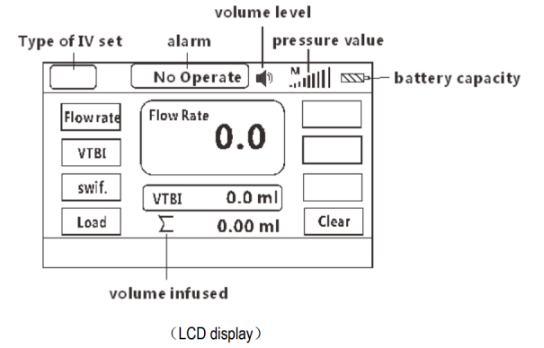 volume level
Type of IV set alarm pressure value
No Operate M battery capacity
Flow rate Flow Rate
0.0
VTBI
swif. VTBI 0.0 ml
Load Σ 0.00 ml Clear
volume infused
（LCD display）